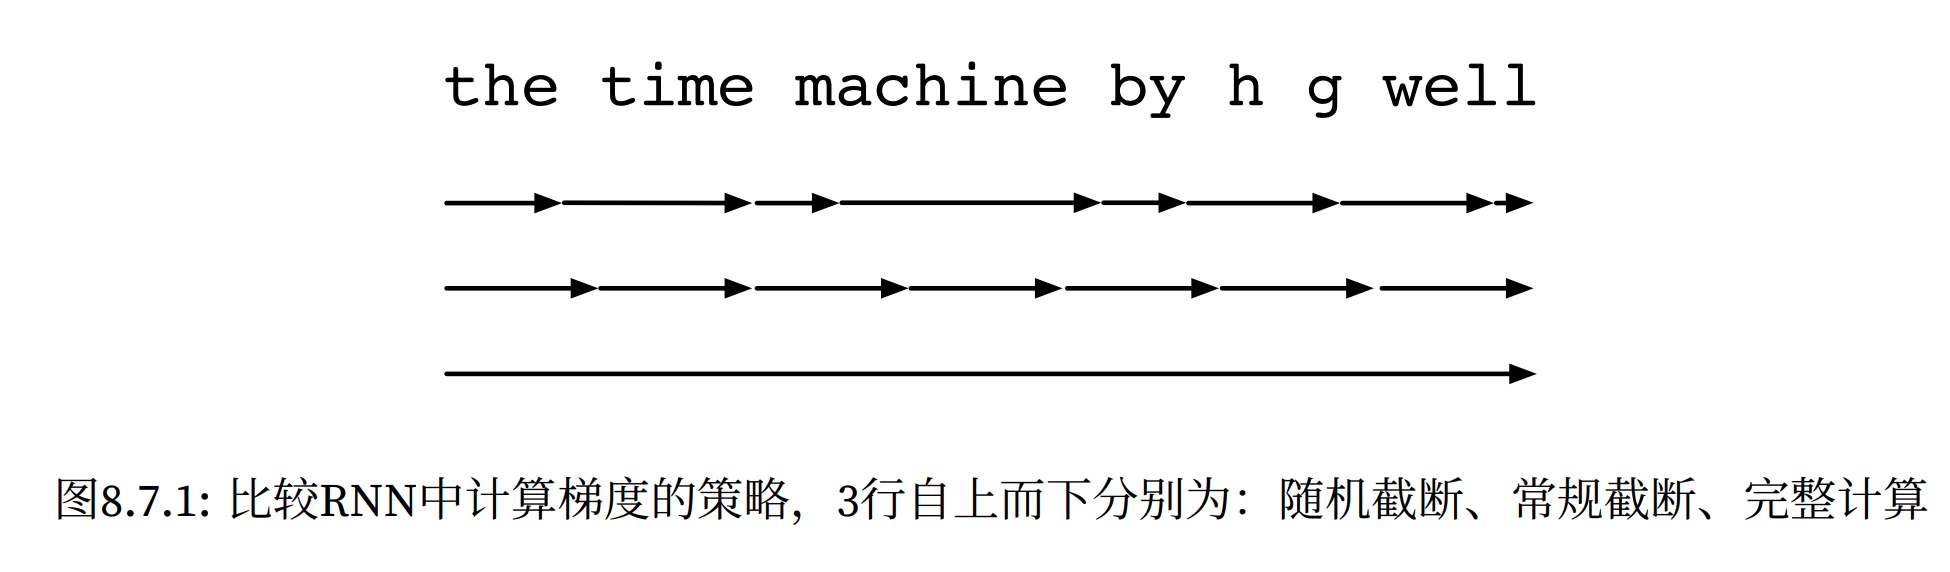 the time machine by h g well
图8.7.1: 比较RNN中计算梯度的策略，3行自上而下分别为：随机截断、常规截断、完整计算